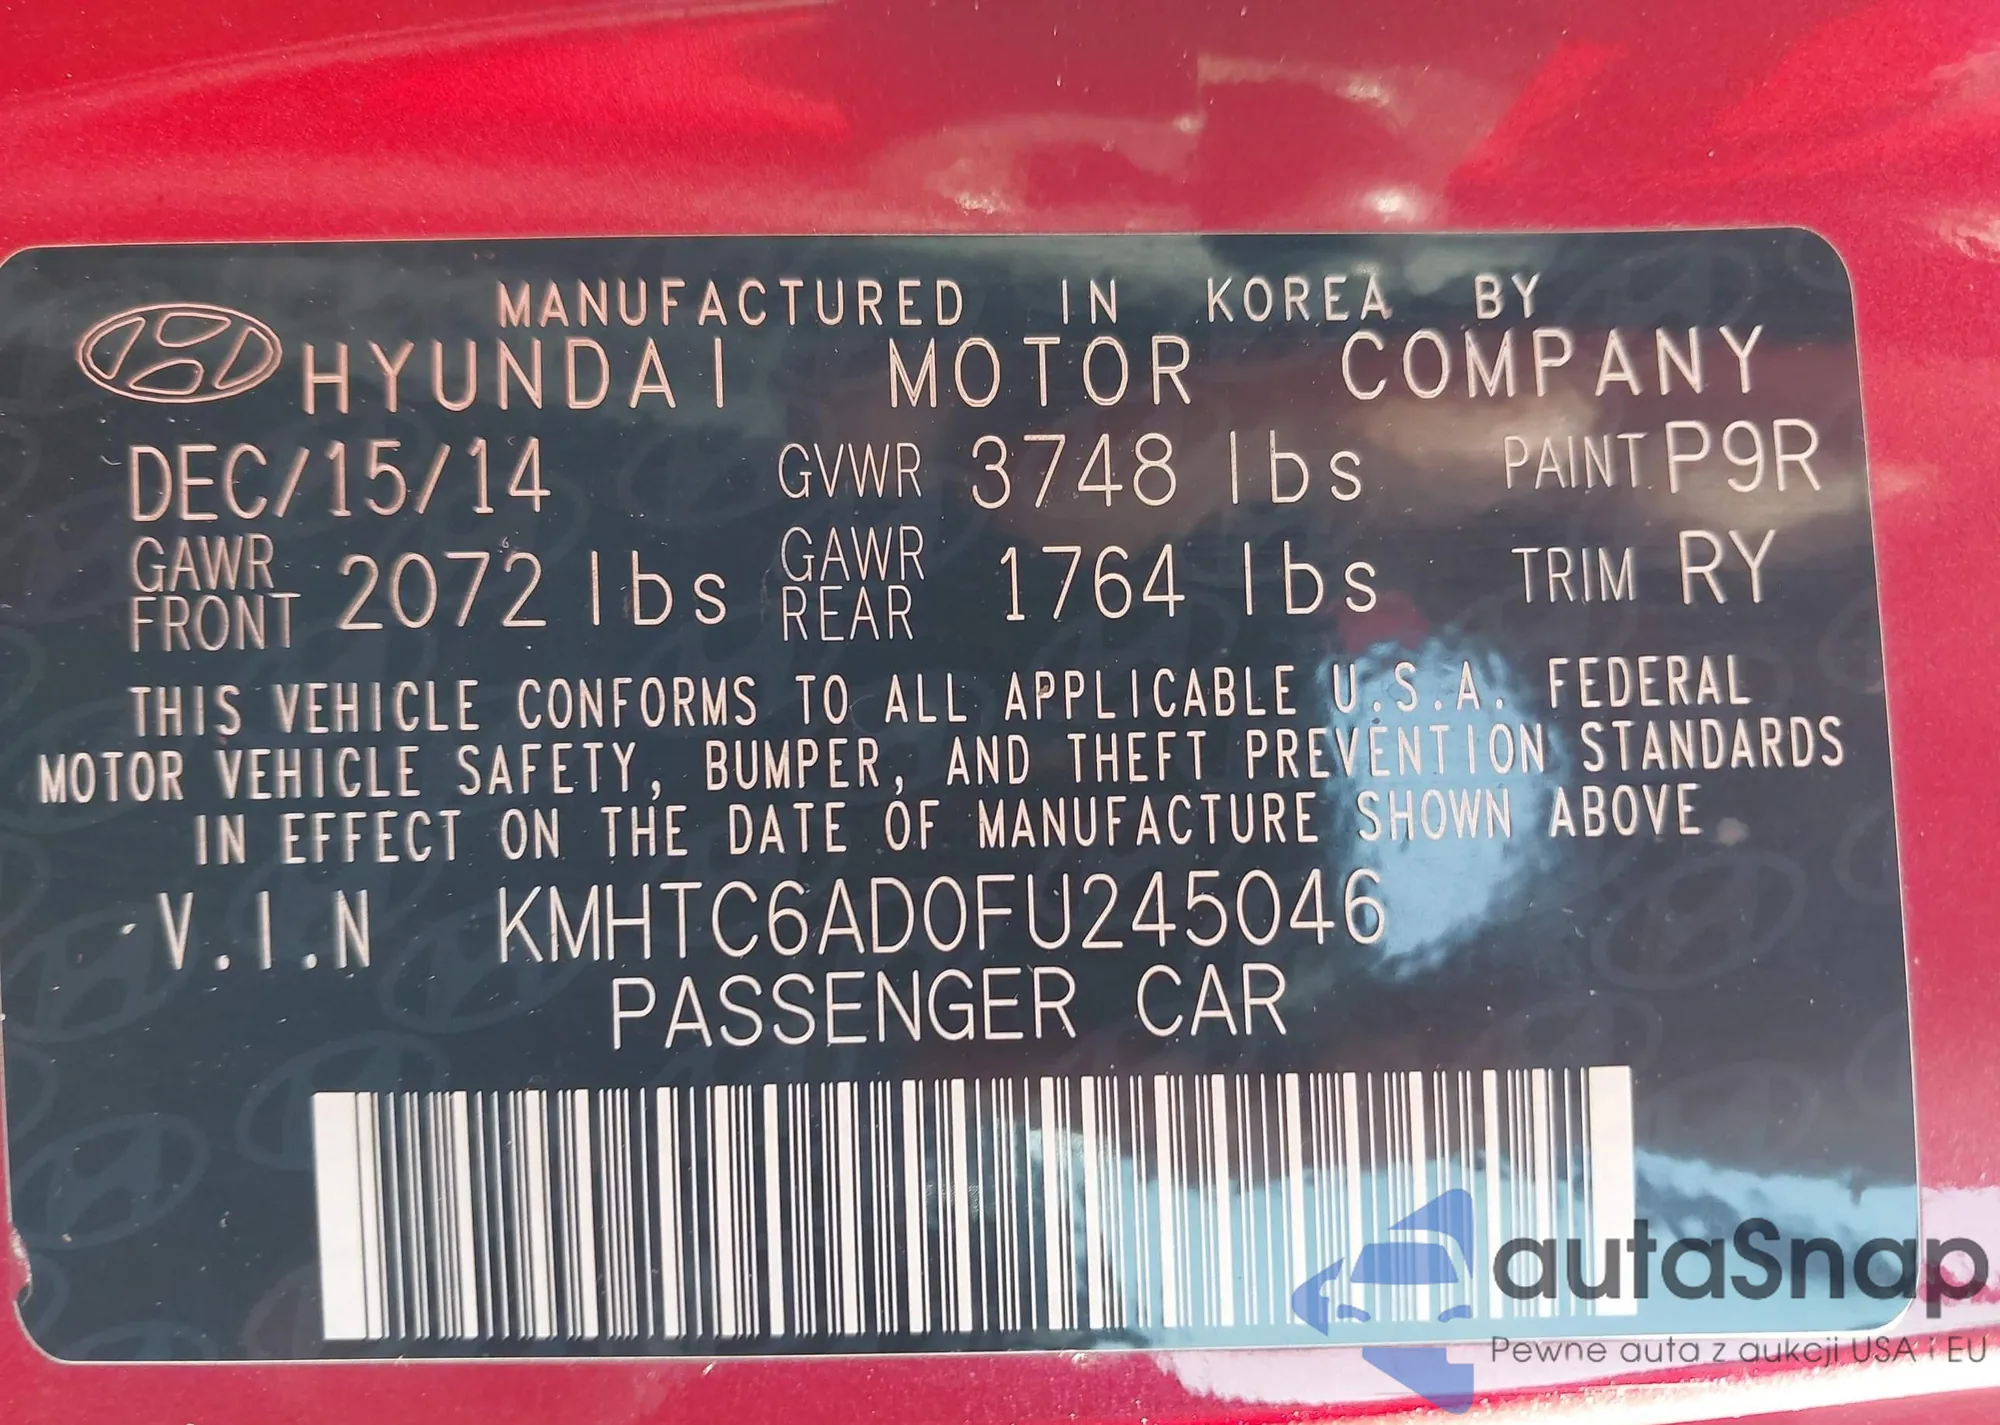 MANUFACTURED IN KOREA BY
HYUNDAI MOTOR COMPANY
DEC/15/14 GVWR 3748 lbs PAINT P9R
GAWR FRONT 2072 lbs GAWR REAR 1764 lbs TRIM RY
THIS VEHICLE CONFORMS TO ALL APPLICABLE U.S.A. FEDERAL
MOTOR VEHICLE SAFETY, BUMPER, AND THEFT PREVENTION STANDARDS
IN EFFECT ON THE DATE OF MANUFACTURE SHOWN ABOVE
V.I.N KMHTC6AD0FU245046
PASSENGER CAR
autaSnap
Pewne auta z aukcji USA i EU